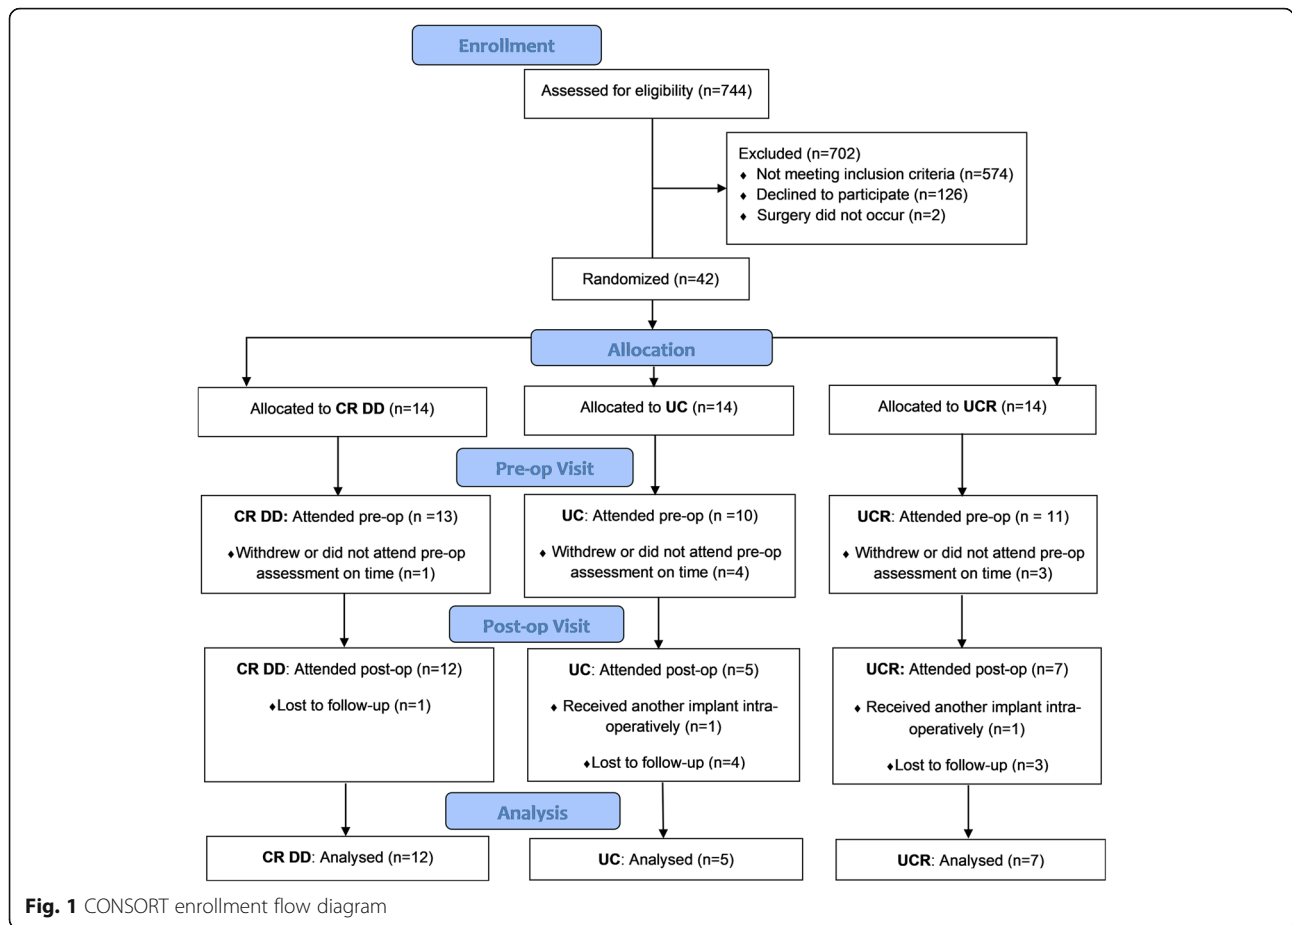 Enrollment
Assessed for eligibility (n=744)
Excluded (n=702)
♦ Not meeting inclusion criteria (n=574)
♦ Declined to participate (n=126)
♦ Surgery did not occur (n=2)
Randomized (n=42)
Allocation
Allocated to CR DD (n=14)
Allocated to UC (n=14)
Allocated to UCR (n=14)
Pre-op Visit
CR DD: Attended pre-op (n =13)
♦Withdrew or did not attend pre-op
assessment on time (n=1)
UC: Attended pre-op (n =10)
♦ Withdrew or did not attend pre-op
assessment on time (n=4)
UCR: Attended pre-op (n = 11)
♦ Withdrew or did not attend pre-op
assessment on time (n=3)
Post-op Visit
CR DD: Attended post-op (n=12)
♦Lost to follow-up (n=1)
UC: Attended post-op (n=5)
♦ Received another implant intra-
operatively (n=1)
♦Lost to follow-up (n=4)
UCR: Attended post-op (n=7)
♦ Received another implant intra-
operatively (n=1)
♦Lost to follow-up (n=3)
Analysis
CR DD: Analysed (n=12)
UC: Analysed (n=5)
UCR: Analysed (n=7)
Fig. 1 CONSORT enrollment flow diagram